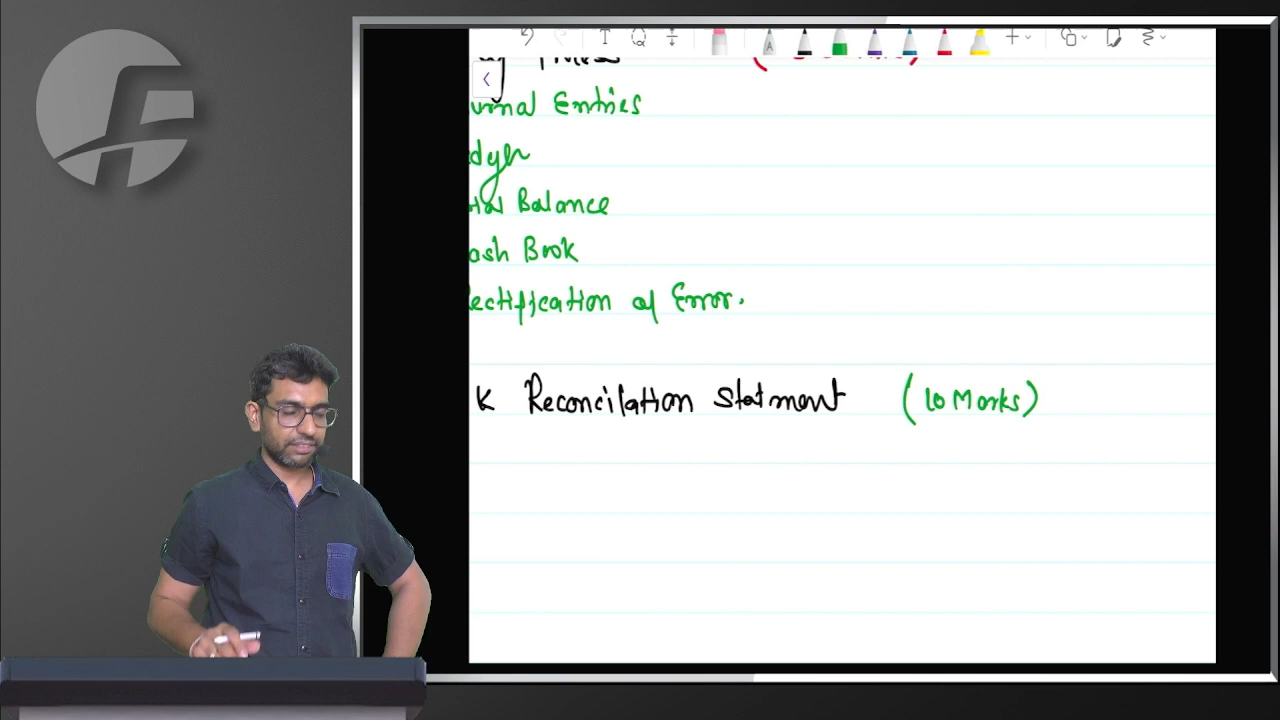 urnal Entries
dger
ial Balance
ash Book
ectification of Error.
k Reconcilation Statment (10 Marks)